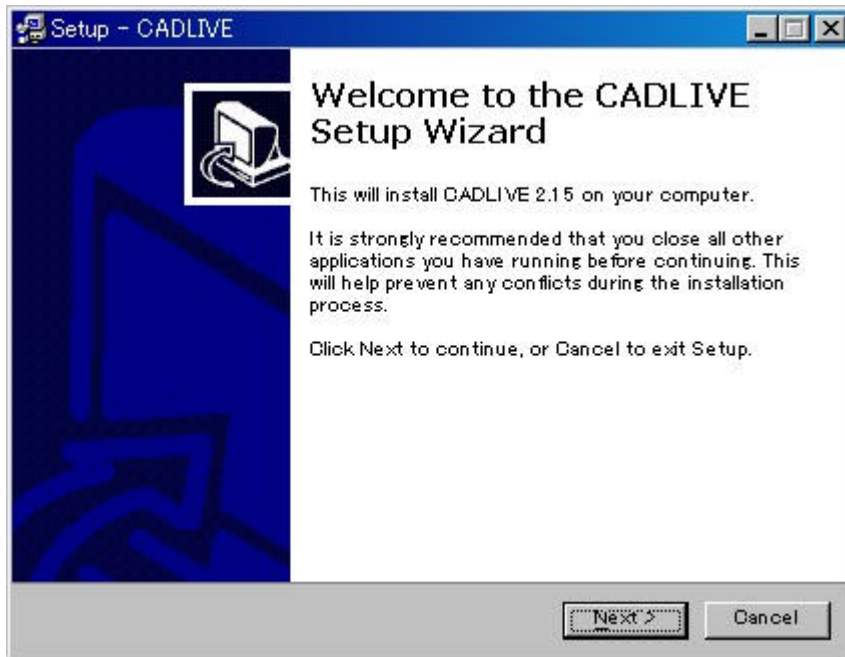 Setup - CADLIVE
Welcome to the CADLIVE
Setup Wizard
This will install CADLIVE 2.15 on your computer.
It is strongly recommended that you close all other
applications you have running before continuing. This
will help prevent any conflicts during the installation
process.
Click Next to continue, or Cancel to exit Setup.
Next >
Cancel